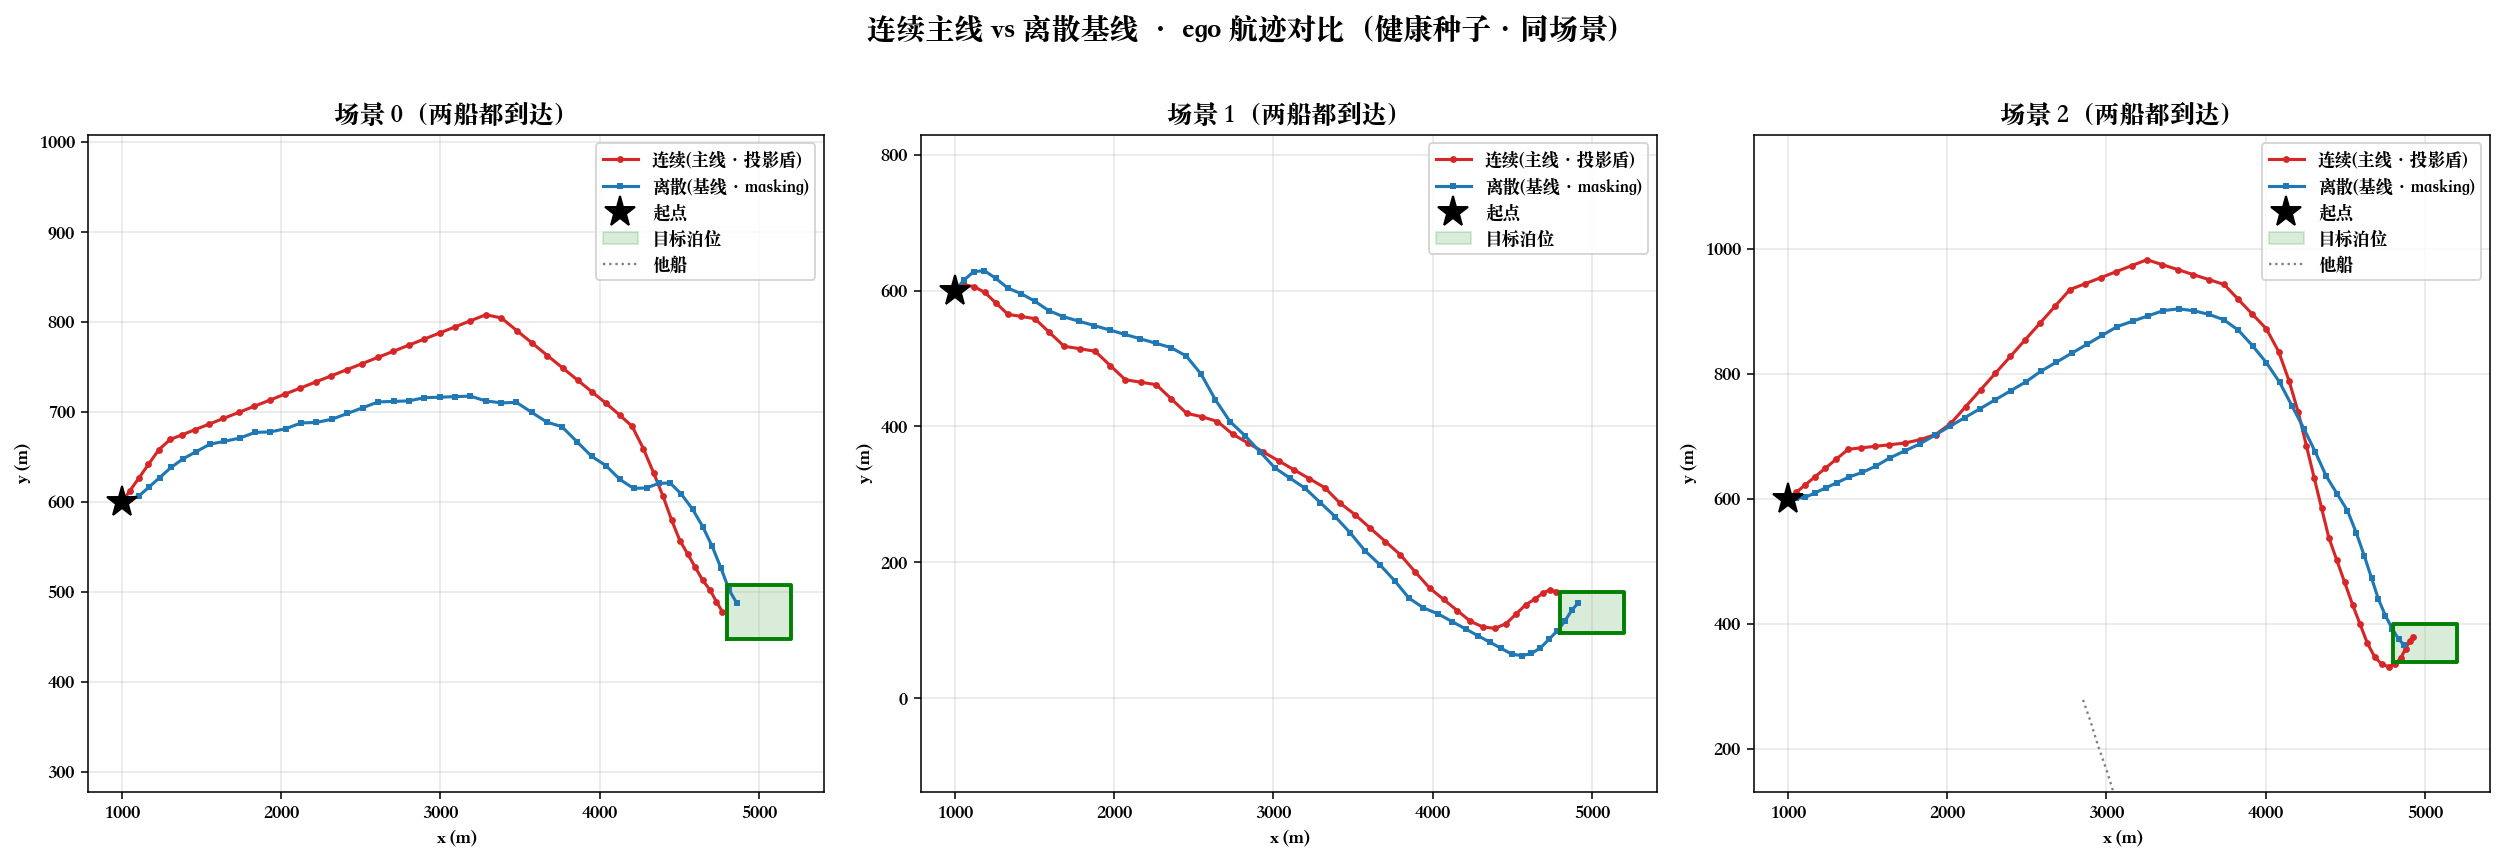 连续主线 vs 离散基线 · ego 航迹对比（健康种子 · 同场景）
场景 0（两船都到达）
连续(主线 · 投影盾)
离散(基线 · masking)
起点
目标泊位
他船
1000
900
800
700
600
500
400
300
y (m)
1000
2000
3000
4000
5000
x (m)
场景 1（两船都到达）
连续(主线 · 投影盾)
离散(基线 · masking)
起点
目标泊位
800
600
400
200
0
y (m)
1000
2000
3000
4000
5000
x (m)
场景 2（两船都到达）
连续(主线 · 投影盾)
离散(基线 · masking)
起点
目标泊位
他船
1000
800
600
400
200
y (m)
1000
2000
3000
4000
5000
x (m)